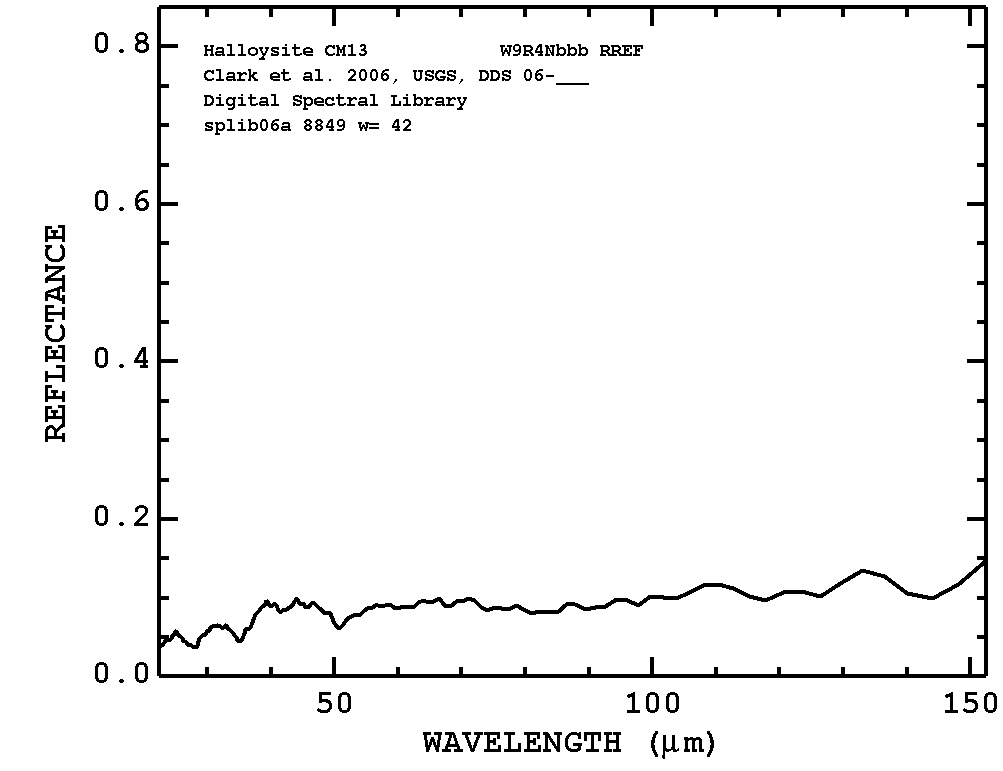 0.8
Halloysite CM13 W9R4Nbbb RREF
Clark et al. 2006, USGS, DDS 06-___
Digital Spectral Library
splib06a 8849 w= 42
0.6
REFLECTANCE
0.4
0.2
0.0
50 100 150
WAVELENGTH (μm)